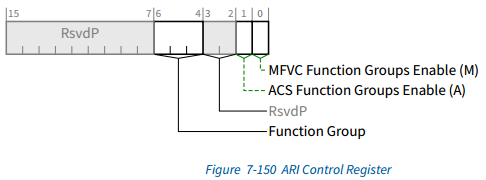 15 7 6 4 3 2 1 0
RsvdP
MFVC Function Groups Enable (M)
ACS Function Groups Enable (A)
RsvdP
Function Group
Figure 7-150 ARI Control Register